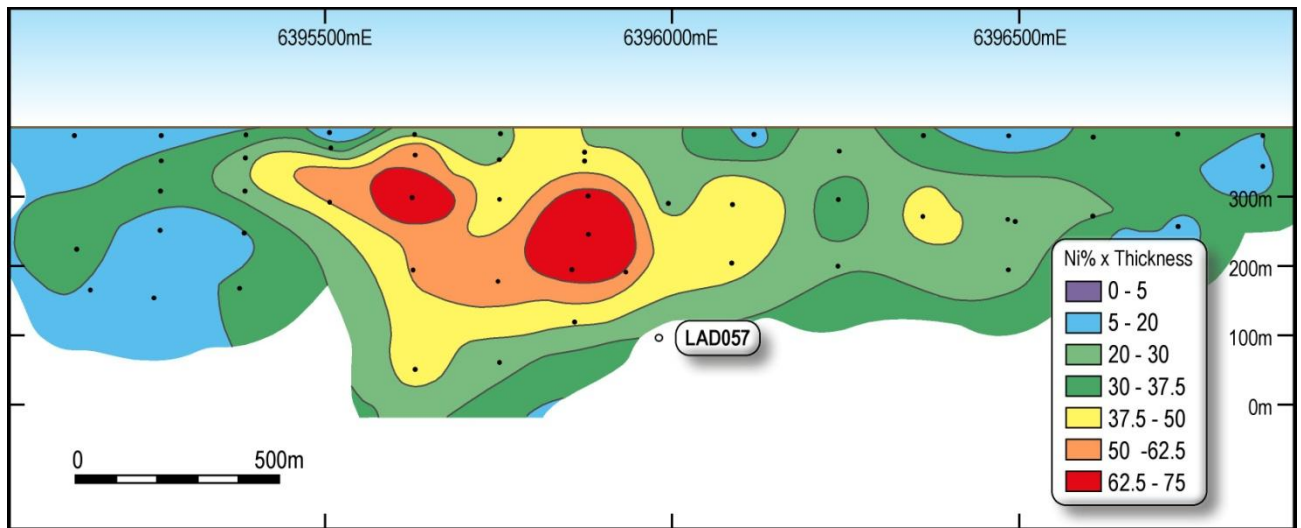 6395500mE 6396000mE 6396500mE
300m
200m
100m
0m
LAD057
0 500m
Ni% x Thickness
0 - 5
5 - 20
20 - 30
30 - 37.5
37.5 - 50
50 -62.5
62.5 - 75